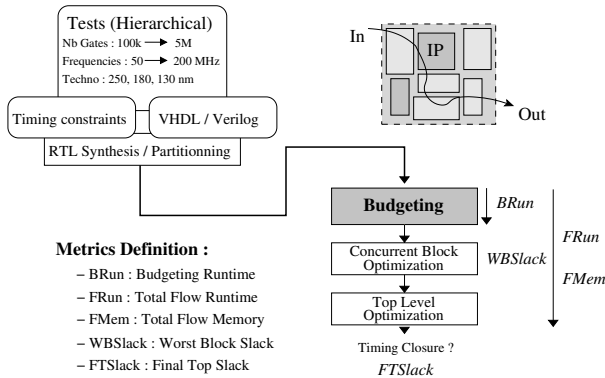 Tests (Hierarchical)
Nb Gates : 100k 5M
Frequencies : 50 200 MHz
Techno : 250, 180, 130 nm
Timing constraints
VHDL / Verilog
RTL Synthesis / Partitionning
In
IP
Out
Budgeting
BRun
Concurrent Block
Optimization
WBSlack
FRun
FMem
Top Level
Optimization
Timing Closure ?
FTSlack
Metrics Definition :
– BRun : Budgeting Runtime
– FRun : Total Flow Runtime
– FMem : Total Flow Memory
– WBSlack : Worst Block Slack
– FTSlack : Final Top Slack